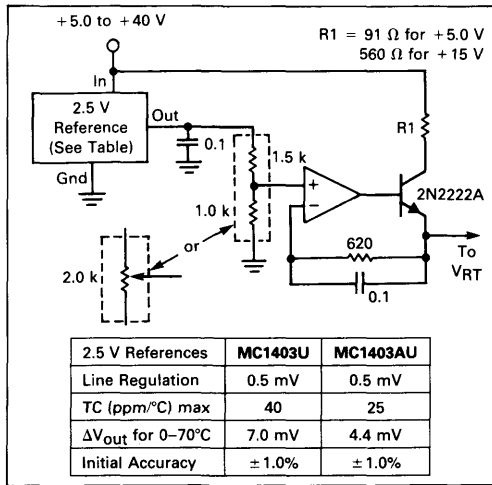 +5.0 to +40 V
R1 = 91 Ω for +5.0 V
560 Ω for +15 V
In
2.5 V
Reference
(See Table)
Out
Gnd
0.1
1.5 k
1.0 k
or
2.0 k
+
−
R1
2N2222A
620
0.1
To
VRT
2.5 V References MC1403U MC1403AU
Line Regulation 0.5 mV 0.5 mV
TC (ppm/°C) max 40 25
ΔVout for 0–70°C 7.0 mV 4.4 mV
Initial Accuracy ±1.0% ±1.0%